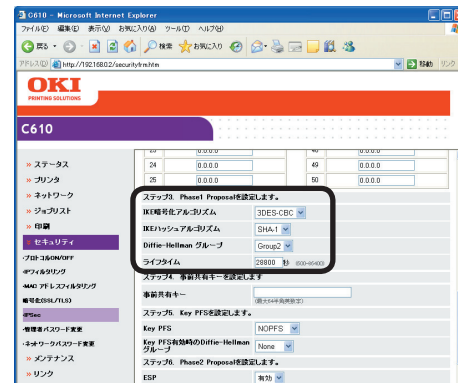 C610 - Microsoft Internet Explorer
ファイル(F) 編集(E) 表示(V) お気に入り(A) ツール(T) ヘルプ(H)
戻る 検索 お気に入り
アドレス(D) http://192.168.0.2/securityfrm.htm 移動 リンク
OKI
PRINTING SOLUTIONS
C610
24 0.0.0.0 49 0.0.0.0
25 0.0.0.0 50 0.0.0.0
» ステータス
» プリンタ
» ネットワーク
» ジョブリスト
» 印刷
セキュリティ
・プロトコルON/OFF
・IPフィルタリング
・MAC アドレスフィルタリング
暗号化(SSL/TLS)
・IPSec
・管理者パスワード変更
・ネットワークパスワード変更
» メンテナンス
» リンク
ステップ3. Phase1 Proposalを設定します。
IKE暗号化アルゴリズム 3DES-CBC
IKEハッシュアルゴリズム SHA-1
Diffie-Hellman グループ Group2
ライフタイム 28800 秒 (600-86400)
ステップ4. 事前共有キーを設定します
事前共有キー
(最大64半角英数字)
ステップ5. Key PFSを設定します。
Key PFS NOPFS
Key PFS有効時のDiffie-Hellman グループ None
ステップ6. Phase2 Proposalを設定します。
ESP 有効